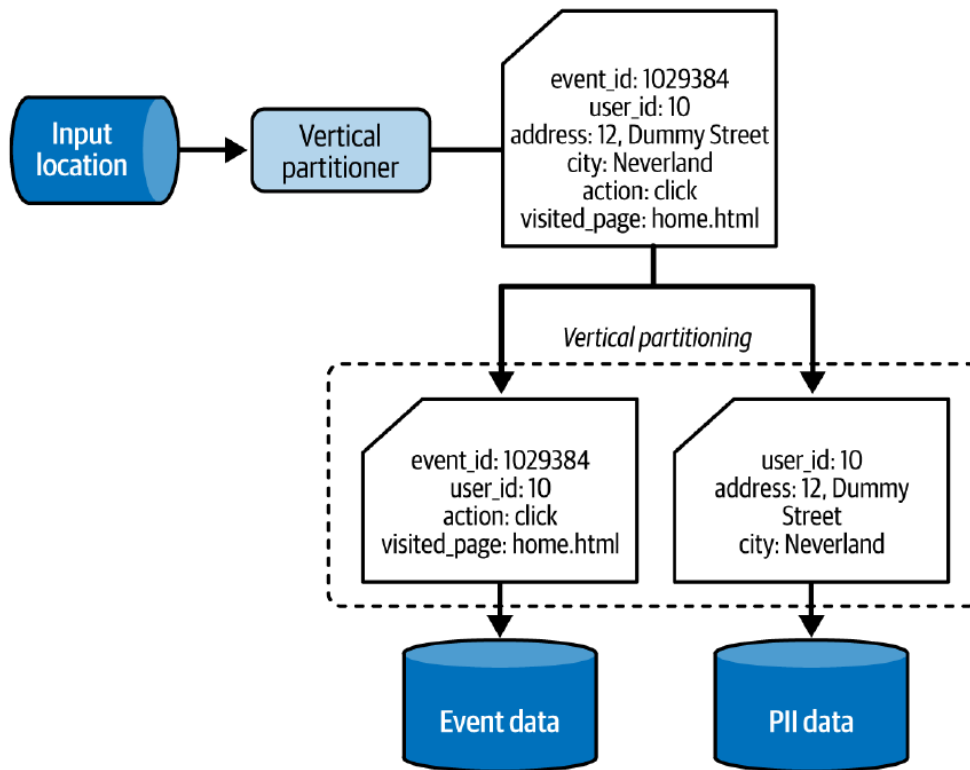 Input
location
Vertical
partitioner
event_id: 1029384
user_id: 10
address: 12, Dummy Street
city: Neverland
action: click
visited_page: home.html
Vertical partitioning
event_id: 1029384
user_id: 10
action: click
visited_page: home.html
user_id: 10
address: 12, Dummy
Street
city: Neverland
Event data
PII data